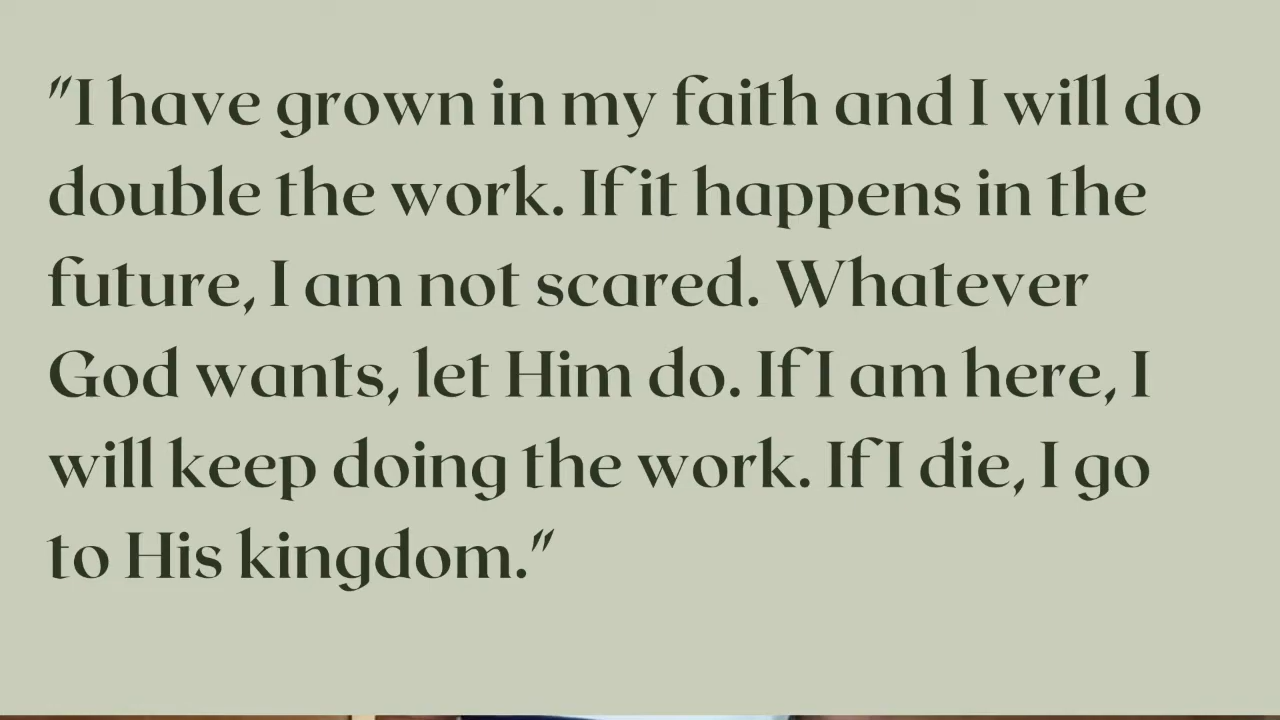 "I have grown in my faith and I will do
double the work. If it happens in the
future, I am not scared. Whatever
God wants, let Him do. If I am here, I
will keep doing the work. If I die, I go
to His kingdom."